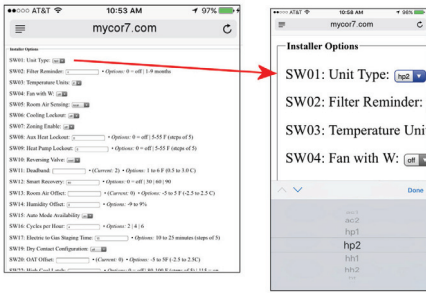 AT&T 10:53 AM 97%
mycor7.com
Installer Options
SW01: Unit Type:
SW02: Filter Reminder: • Options: 0 = off | 1-9 months
SW03: Temperature Units:
SW04: Fan with W:
SW05: Room Air Sensing:
SW06: Cooling Lockout:
SW07: Zoning Enable:
SW08: Aux Heat Lockout: • Options: 0 = off | 5-55 F (steps of 5)
SW09: Heat Pump Lockout: • Options: 0 = off | 5-55 F (steps of 5)
SW10: Reversing Valve:
SW11: Deadband: • (Current: 2) • Options: 1 to 6 F (0.5 to 3.0 C)
SW12: Smart Recovery: • Options: 0 = off | 30 | 60 | 90
SW13: Room Air Offset: • (Current: 0) • Options: -5 to 5 F (-2.5 to 2.5 C)
SW14: Humidity Offset: • Options: -9 to 9%
SW15: Auto Mode Availability
SW16: Cycles per Hour: • Options: 2 | 4 | 6
SW17: Electric to Gas Staging Time: • Options: 10 to 25 minutes (steps of 5)
SW19: Dry Contact Configuration:
SW20: OAT Offset: • (Current: 0) • Options: -5 to 5F (-2.5 to 2.5C)
AT&T 10:58 AM 98%
mycor7.com
Installer Options
SW01: Unit Type: hp2
SW02: Filter Reminder:
SW03: Temperature Unit
SW04: Fan with W: off
Done
ac2
hp1
hp2
hh1
hh2